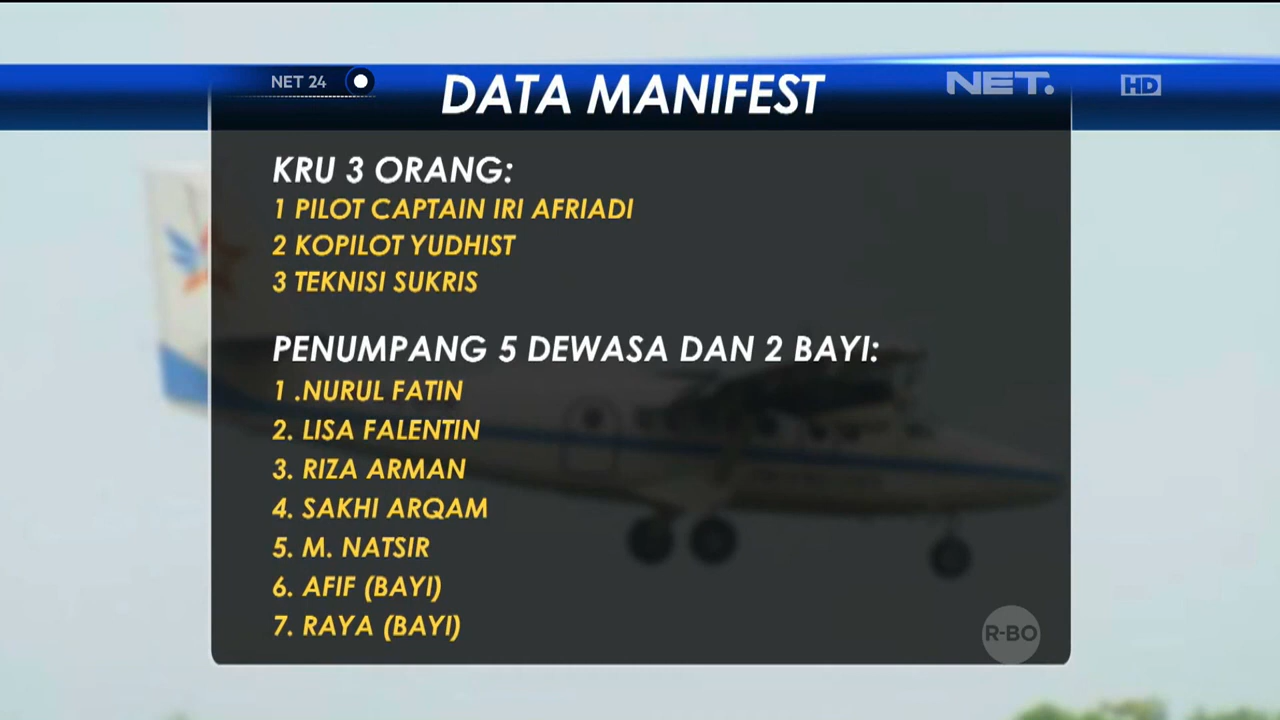 NET 24
DATA MANIFEST
NET.
HD
KRU 3 ORANG:
1 PILOT CAPTAIN IRI AFRIADI
2 KOPILOT YUDHIST
3 TEKNISI SUKRIS
PENUMPANG 5 DEWASA DAN 2 BAYI:
1 .NURUL FATIN
2. LISA FALENTIN
3. RIZA ARMAN
4. SAKHI ARQAM
5. M. NATSIR
6. AFIF (BAYI)
7. RAYA (BAYI)
R-BO